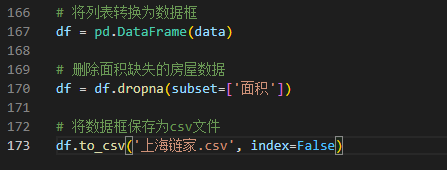 166 # 将列表转换为数据框
167 df = pd.DataFrame(data)
168
169 # 删除面积缺失的房屋数据
170 df = df.dropna(subset=['面积'])
171
172 # 将数据框保存为csv文件
173 df.to_csv('上海链家.csv', index=False)